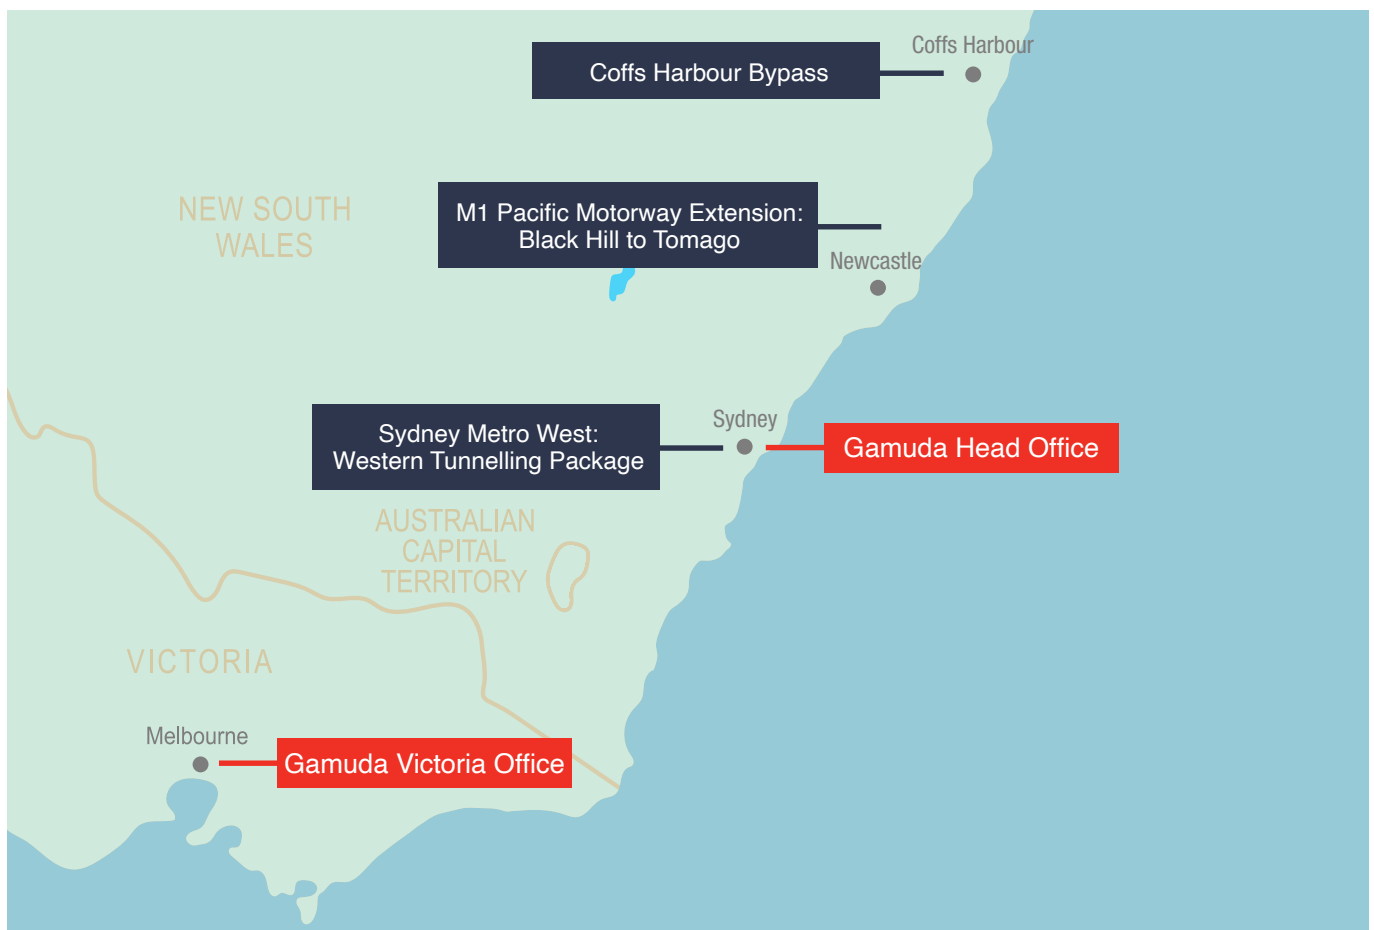 Coffs Harbour
Coffs Harbour Bypass
NEW SOUTH
WALES
M1 Pacific Motorway Extension:
Black Hill to Tomago
Newcastle
Sydney
Sydney Metro West:
Western Tunnelling Package
Gamuda Head Office
AUSTRALIAN
CAPITAL
TERRITORY
VICTORIA
Melbourne
Gamuda Victoria Office